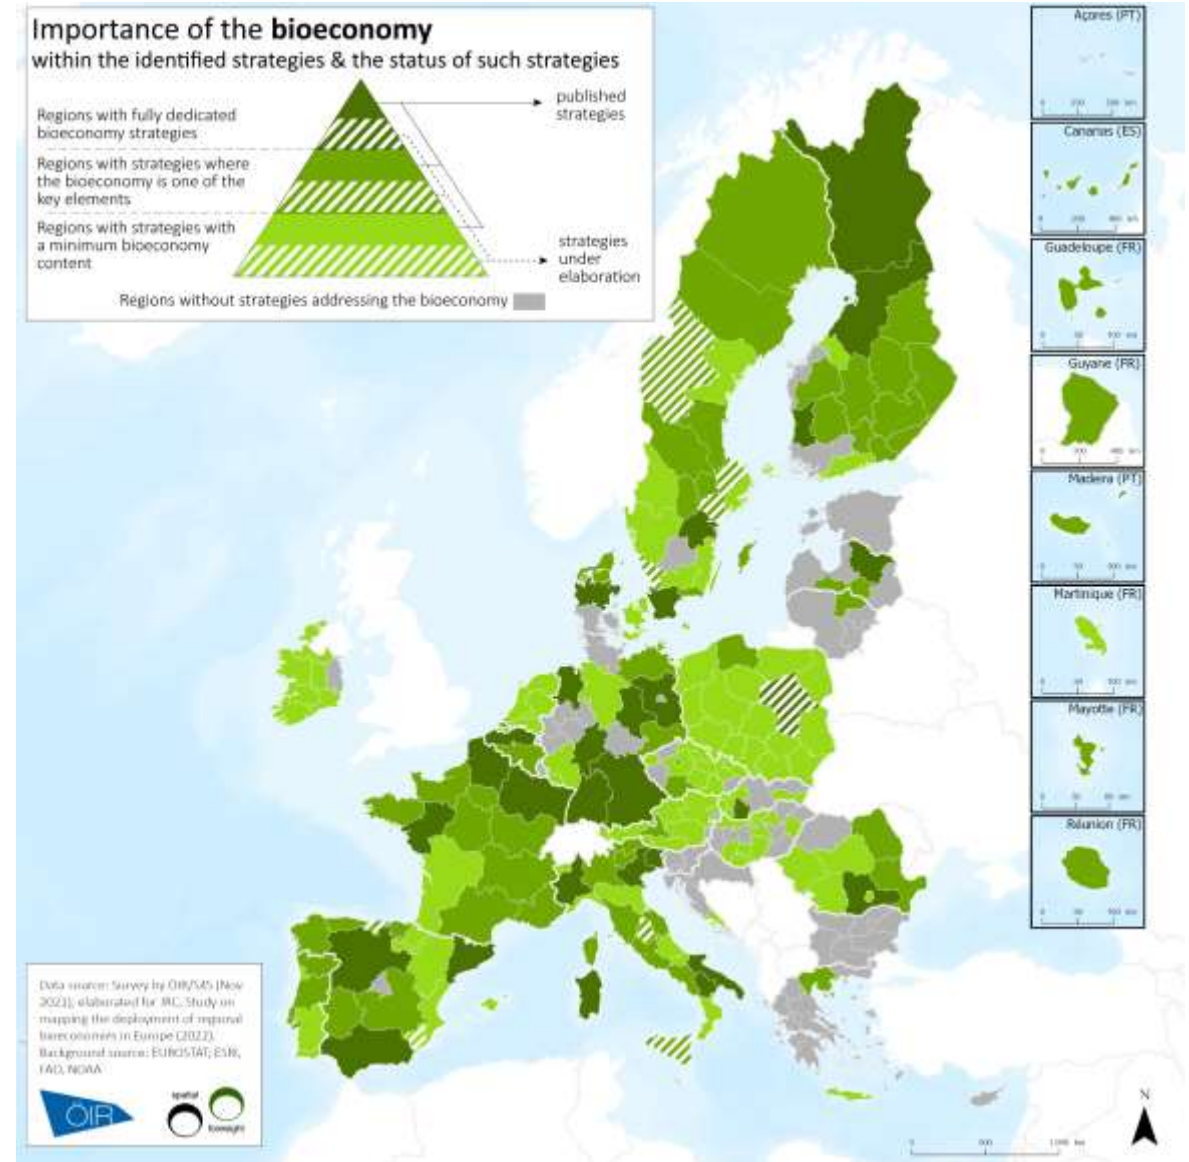 Importance of the bioeconomy
within the identified strategies & the status of such strategies
Regions with fully dedicated
bioeconomy strategies
Regions with strategies where
the bioeconomy is one of the
key elements
Regions with strategies with
a minimum bioeconomy
content
published
strategies
strategies
under
elaboration
Regions without strategies addressing the bioeconomy
Açores (PT)
Canarias (ES)
Guadeloupe (FR)
Guyane (FR)
Madeira (PT)
Martinique (FR)
Mayotte (FR)
Réunion (FR)
Data source: Survey by ÖIR/S4S (Nov
2021); elaborated for JRC. Study on
mapping the deployment of regional
bioeconomies in Europe (2022).
Background source: EUROSTAT; ESRI,
FAO, NOAA
ÖIR
spatial
foresight
N